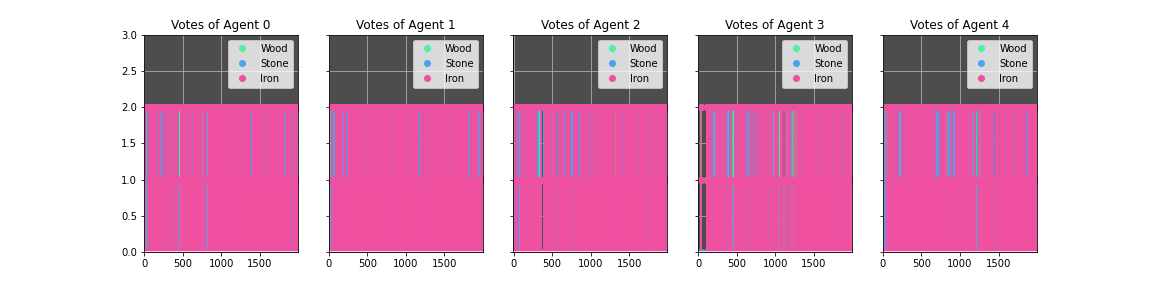 Votes of Agent 0
Votes of Agent 1
Votes of Agent 2
Votes of Agent 3
Votes of Agent 4
3.0
2.5
2.0
1.5
1.0
0.5
0.0
Wood
Stone
Iron
Wood
Stone
Iron
Wood
Stone
Iron
Wood
Stone
Iron
Wood
Stone
Iron
0 500 1000 1500
0 500 1000 1500
0 500 1000 1500
0 500 1000 1500
0 500 1000 1500